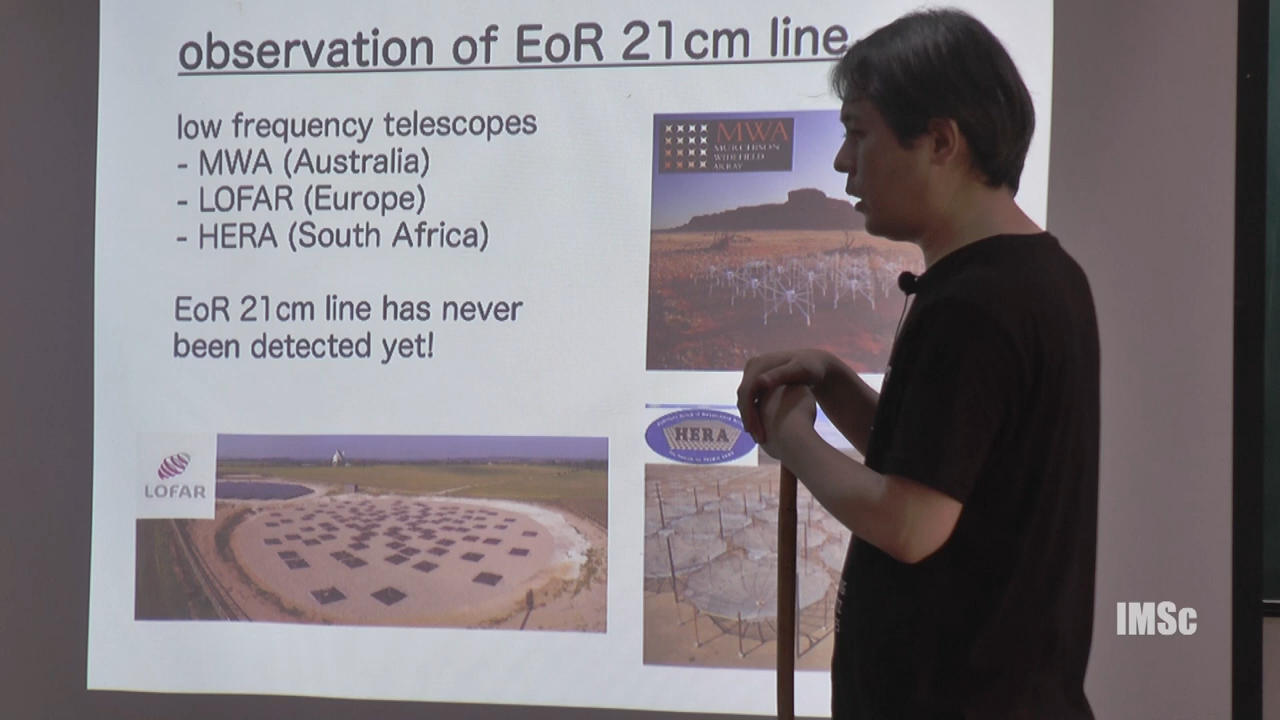 observation of EoR 21cm line
low frequency telescopes
- MWA (Australia)
- LOFAR (Europe)
- HERA (South Africa)
EoR 21cm line has never
been detected yet!
MWA
MURCHISON
WIDEFIELD
ARRAY
HERA
LOFAR
IMSc